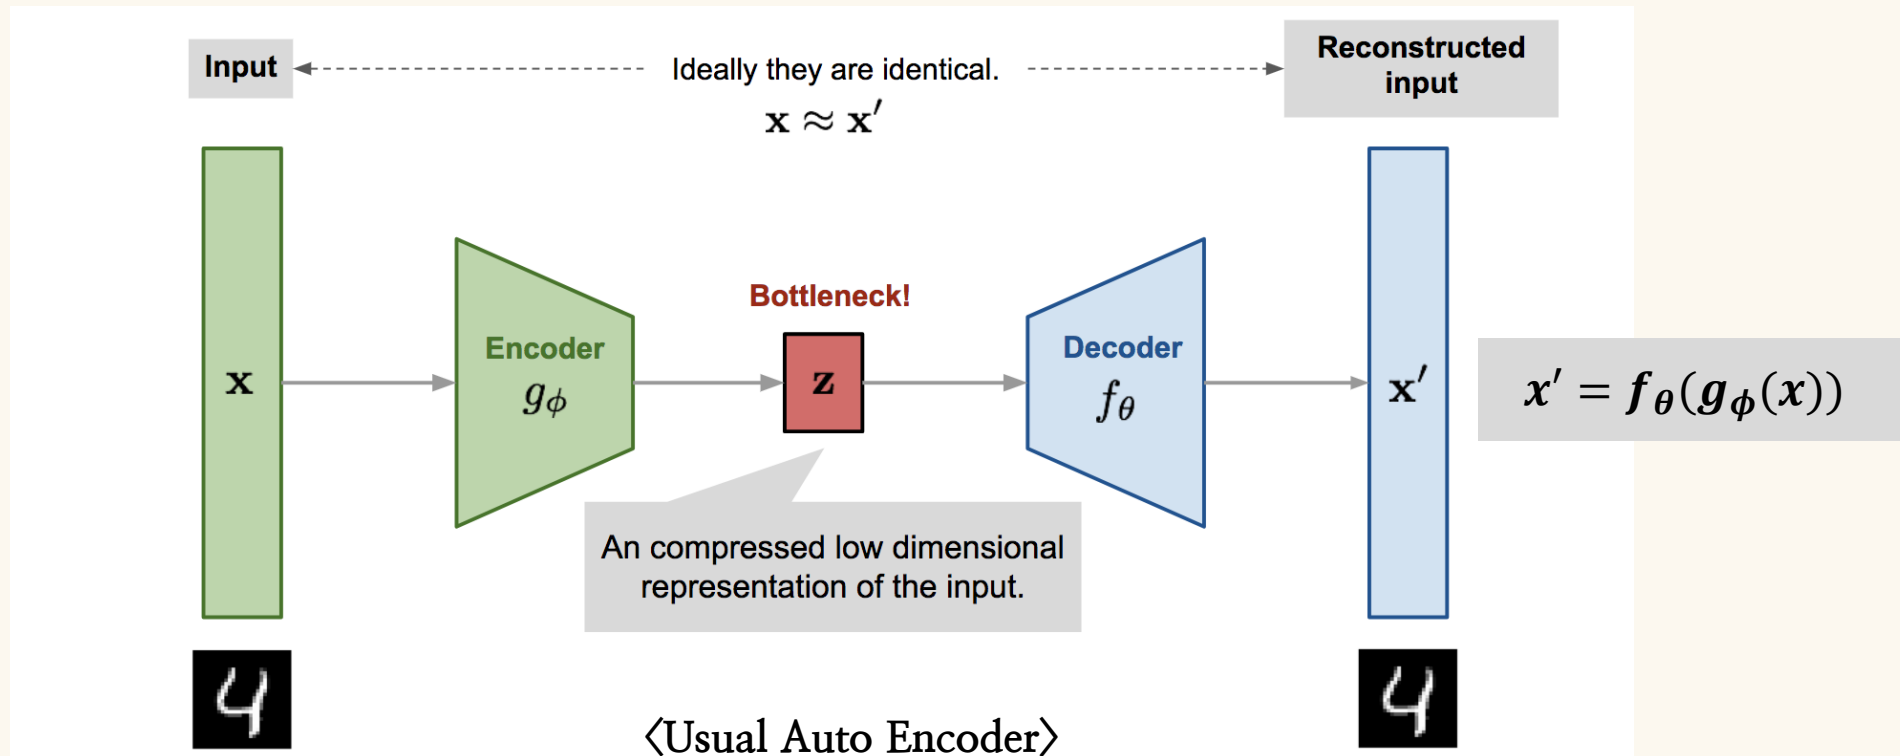 Input
Ideally they are identical.
x ≈ x′
Reconstructed
input
x
Encoder
gϕ
Bottleneck!
z
Decoder
fθ
x′
x′ = fθ(gϕ(x))
An compressed low dimensional
representation of the input.
4
4
〈Usual Auto Encoder〉